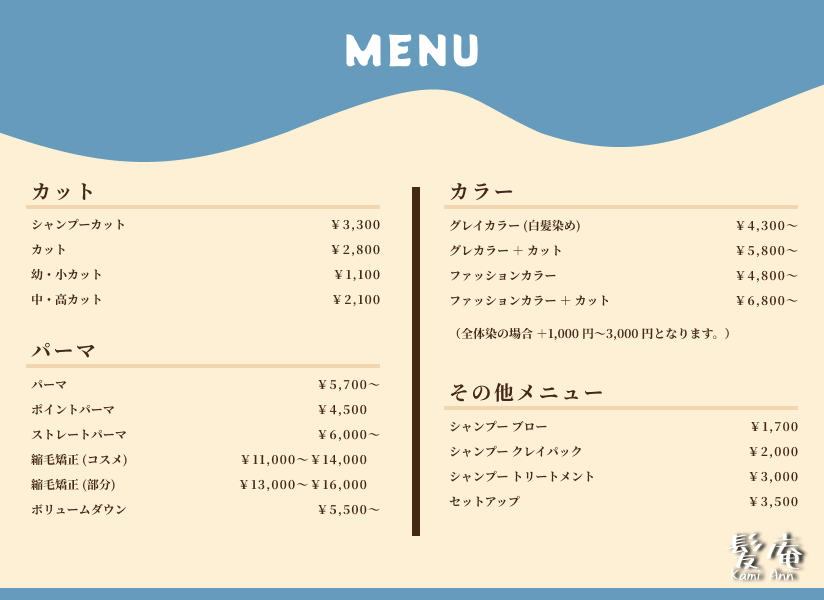 MENU
カット
シャンプーカット ￥3,300
カット ￥2,800
幼・小カット ￥1,100
中・高カット ￥2,100
パーマ
パーマ ￥5,700〜
ポイントパーマ ￥4,500
ストレートパーマ ￥6,000〜
縮毛矯正 (コスメ) ￥11,000〜￥14,000
縮毛矯正 (部分) ￥13,000〜￥16,000
ボリュームダウン ￥5,500〜
カラー
グレイカラー (白髪染め) ￥4,300〜
グレカラー ＋ カット ￥5,800〜
ファッションカラー ￥4,800〜
ファッションカラー ＋ カット ￥6,800〜
（全体染の場合 ＋1,000 円〜3,000 円となります。）
その他メニュー
シャンプー ブロー ￥1,700
シャンプー クレイパック ￥2,000
シャンプー トリートメント ￥3,000
セットアップ ￥3,500
髪庵
Kami Ann